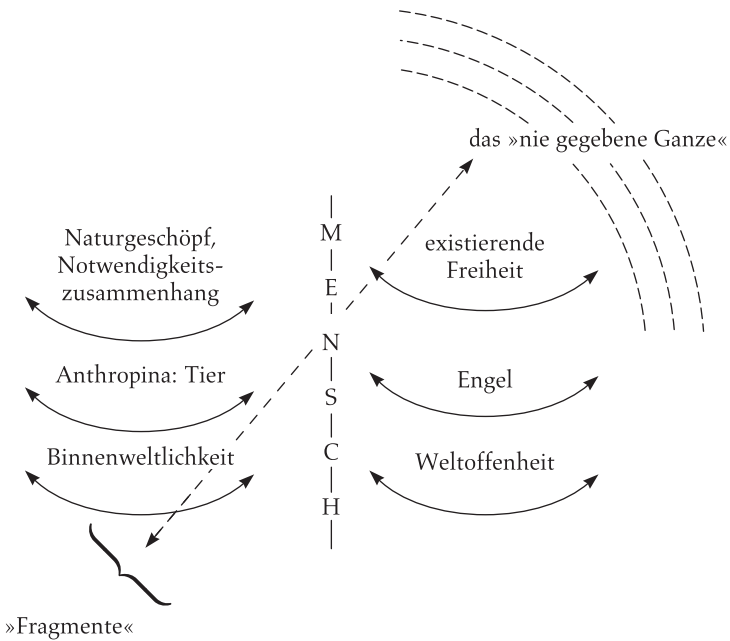 das »nie gegebene Ganze«
Naturgeschöpf,
Notwendigkeits-
zusammenhang
M
E
N
S
C
H
existierende
Freiheit
Anthropina: Tier
Engel
Binnenweltlichkeit
Weltoffenheit
»Fragmente«